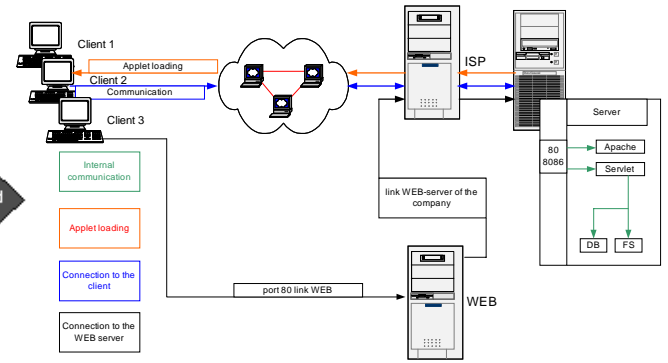 Client 1
Applet loading
Client 2
Communication
Client 3
ISP
Server
80
8086
Apache
Servlet
DB
FS
Internal
communication
Applet loading
Connection to the
client
Connection to the
WEB server
link WEB-server of the
company
port 80 link WEB
WEB